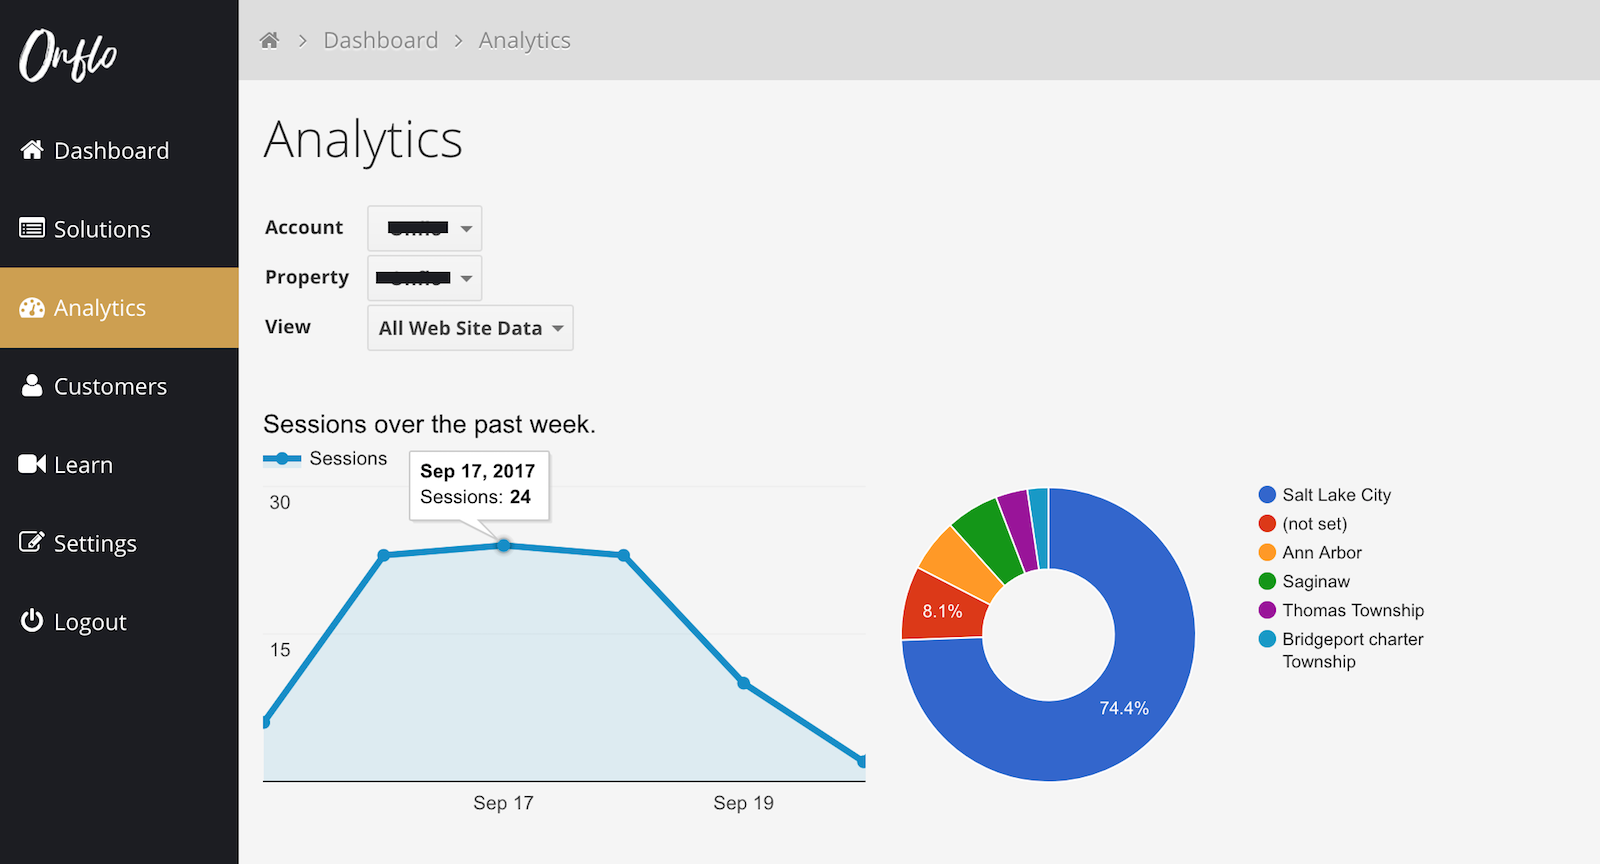 Onflo
Dashboard > Analytics
Dashboard
Solutions
Analytics
Customers
Learn
Settings
Logout
Analytics
Account
Property
View All Web Site Data
Sessions over the past week.
Sessions
Sep 17, 2017
Sessions: 24
30
15
Sep 17 Sep 19
8.1%
74.4%
Salt Lake City
(not set)
Ann Arbor
Saginaw
Thomas Township
Bridgeport charter
Township